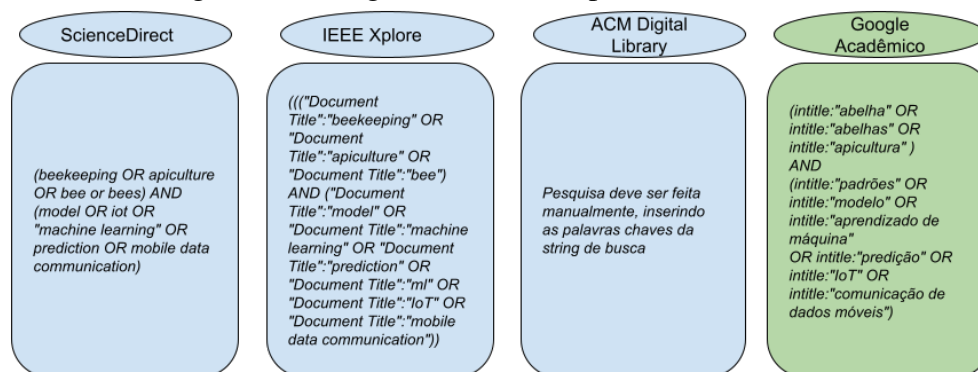 ScienceDirect
IEEE Xplore
ACM Digital
Library
Google
Acadêmico
(beekeeping OR apiculture
OR bee or bees) AND
(model OR iot OR
"machine learning" OR
prediction OR mobile data
communication)
((("Document
Title":"beekeeping" OR
"Document
Title":"apiculture" OR
"Document Title":"bee")
AND ("Document
Title":"model" OR
"Document Title":"machine
learning" OR "Document
Title":"prediction" OR
"Document Title":"ml" OR
"Document Title":"IoT" OR
"Document Title":"mobile
data communication"))
Pesquisa deve ser feita
manualmente, inserindo
as palavras chaves da
string de busca
(intitle:"abelha" OR
intitle:"abelhas" OR
intitle:"apicultura" )
AND
(intitle:"padrões" OR
intitle:"modelo" OR
intitle:"aprendizado de
máquina"
OR intitle:"predição" OR
intitle:"IoT" OR
intitle:"comunicação de
dados móveis")